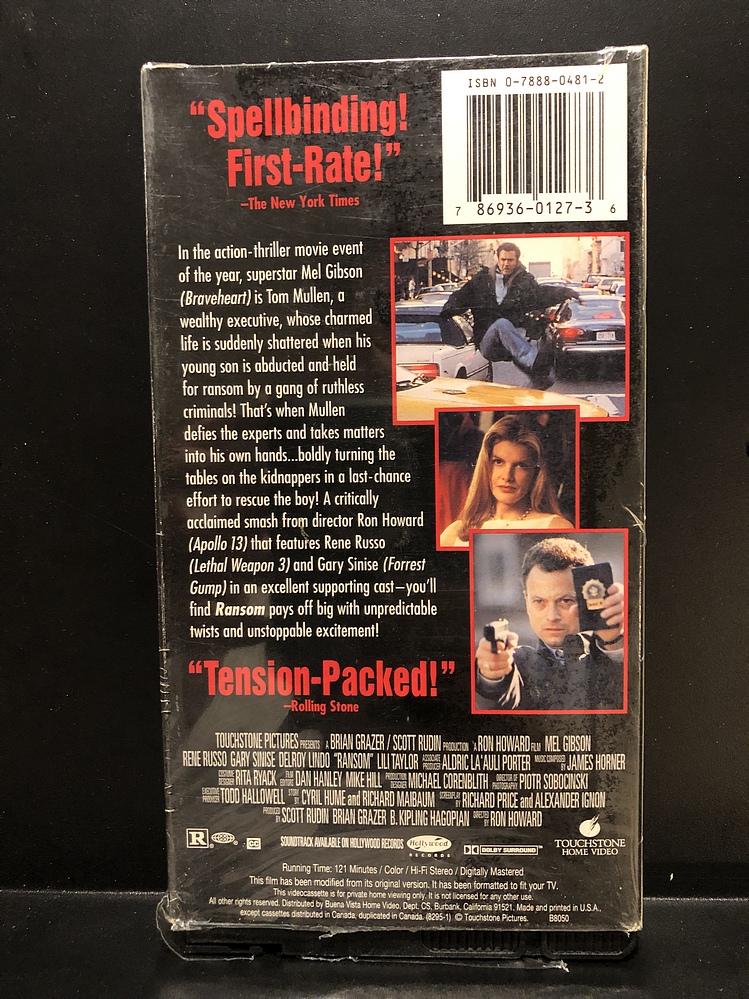 "Spellbinding!
First-Rate!"
–The New York Times
ISBN 0-7888-0481-2
7 86936-0127-3 6
In the action-thriller movie event
of the year, superstar Mel Gibson
(Braveheart) is Tom Mullen, a
wealthy executive, whose charmed
life is suddenly shattered when his
young son is abducted and held
for ransom by a gang of ruthless
criminals! That's when Mullen
defies the experts and takes matters
into his own hands...boldly turning the
tables on the kidnappers in a last-chance
effort to rescue the boy! A critically
acclaimed smash from director Ron Howard
(Apollo 13) that features Rene Russo
(Lethal Weapon 3) and Gary Sinise (Forrest
Gump) in an excellent supporting cast—you'll
find Ransom pays off big with unpredictable
twists and unstoppable excitement!
"Tension-Packed!"
–Rolling Stone
TOUCHSTONE PICTURES PRESENTS A BRIAN GRAZER / SCOTT RUDIN PRODUCTION A RON HOWARD FILM MEL GIBSON
RENE RUSSO GARY SINISE DELROY LINDO "RANSOM" LILI TAYLOR ASSOCIATE PRODUCER ALDRIC LA'AULI PORTER MUSIC COMPOSED BY JAMES HORNER
COSTUME DESIGNER RITA RYACK FILM EDITORS DAN HANLEY MIKE HILL PRODUCTION DESIGNER MICHAEL CORENBLITH DIRECTOR OF PHOTOGRAPHY PIOTR SOBOCINSKI
EXECUTIVE PRODUCER TODD HALLOWELL STORY BY CYRIL HUME and RICHARD MAIBAUM SCREENPLAY BY RICHARD PRICE and ALEXANDER IGNON
PRODUCED BY SCOTT RUDIN BRIAN GRAZER B. KIPLING HAGOPIAN DIRECTED BY RON HOWARD
R CC SOUNDTRACK AVAILABLE ON HOLLYWOOD RECORDS Hollywood RECORDS DOLBY SURROUND
TOUCHSTONE
HOME VIDEO
Running Time: 121 Minutes / Color / Hi-Fi Stereo / Digitally Mastered
This film has been modified from its original version. It has been formatted to fit your TV.
This videocassette is for private home viewing only. It is not licensed for any other use.
All other rights reserved. Distributed by Buena Vista Home Video, Dept. CS, Burbank, California 91521. Made and printed in U.S.A.,
except cassettes distributed in Canada, duplicated in Canada. (8295-1) © Touchstone Pictures. B8050